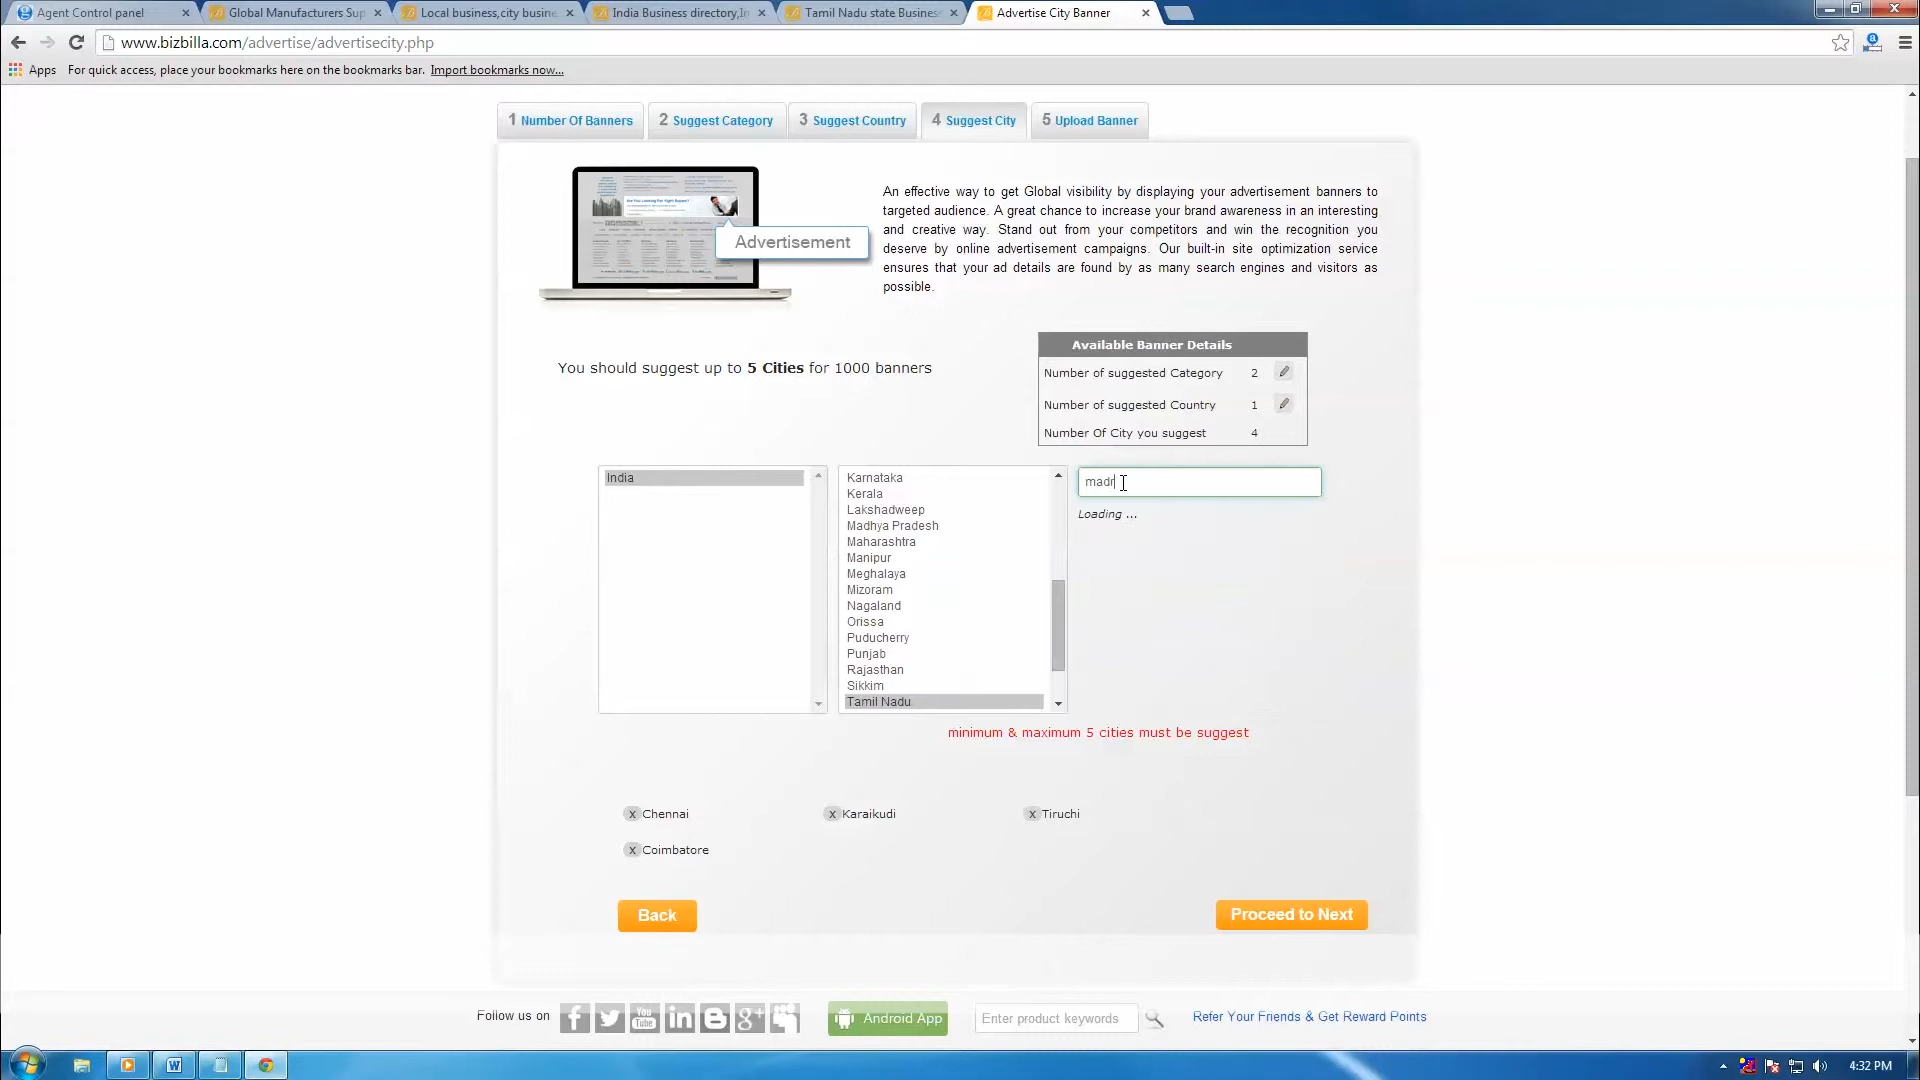 Agent Control panel
Global Manufacturers Sup
Local business,city busine
India Business directory,In
Tamil Nadu state Business
Advertise City Banner
www.bizbilla.com/advertise/advertisecity.php
Apps For quick access, place your bookmarks here on the bookmarks bar. Import bookmarks now...
1 Number Of Banners
2 Suggest Category
3 Suggest Country
4 Suggest City
5 Upload Banner
Advertisement
An effective way to get Global visibility by displaying your advertisement banners to
targeted audience. A great chance to increase your brand awareness in an interesting
and creative way. Stand out from your competitors and win the recognition you
deserve by online advertisement campaigns. Our built-in site optimization service
ensures that your ad details are found by as many search engines and visitors as
possible.
You should suggest up to 5 Cities for 1000 banners
Available Banner Details
Number of suggested Category 2
Number of suggested Country 1
Number Of City you suggest 4
India
Karnataka
Kerala
Lakshadweep
Madhya Pradesh
Maharashtra
Manipur
Meghalaya
Mizoram
Nagaland
Orissa
Puducherry
Punjab
Rajasthan
Sikkim
Tamil Nadu
madr
Loading ...
minimum & maximum 5 cities must be suggest
x Chennai
x Karaikudi
x Tiruchi
x Coimbatore
Back
Proceed to Next
Follow us on
You Tube
Android App
Enter product keywords
Refer Your Friends & Get Reward Points
4:32 PM